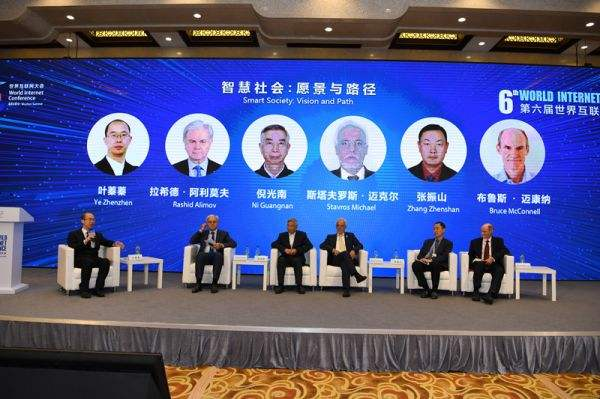 世界互联网大会
World Internet
Conference
智慧社会:愿景与路径
Smart Society: Vision and Path
6th WORLD INTERNET
第六届世界互联
叶蓁蓁
Ye Zhenzhen
拉希德·阿利莫夫
Rashid Alimov
倪光南
Ni Guangnan
斯塔夫罗斯·迈克尔
Stavros Michael
张振山
Zhang Zhenshan
布鲁斯·迈康纳
Bruce McConnell